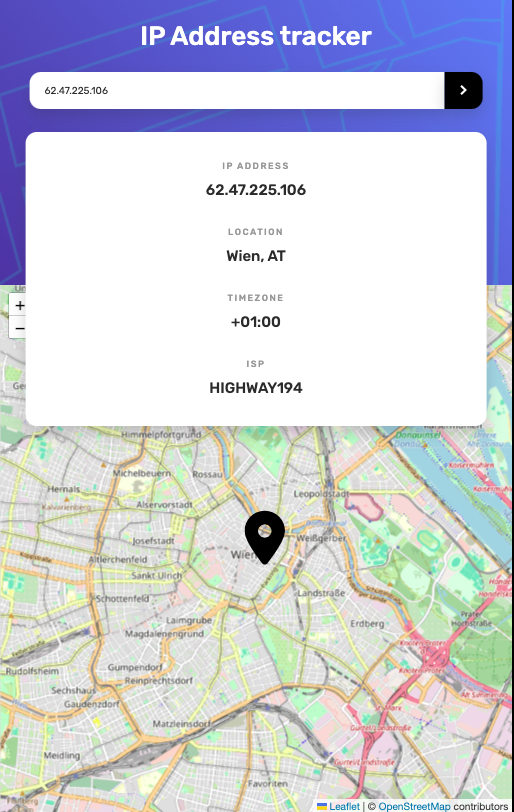 IP Address tracker
62.47.225.106
IP ADDRESS
62.47.225.106
LOCATION
Wien, AT
TIMEZONE
+01:00
ISP
HIGHWAY194
+
−
Himmelpfortgrund
Michelbeuern
Rossau
Hernals
Alservorstadt
Leopoldstadt
Josefstadt
Weißgerber
Wien
Altlerchenfeld
Sankt Ulrich
Schottenfeld
Landstraße
Laimgrube
Magdalenengrund
Erdberg
Gumpendorf
Reinprechtsdorf
Rudolfsheim
Sechshaus
Gaudenzdorf
Matzleinsdorf
Meidling
Favoriten
Leaflet | © OpenStreetMap contributors